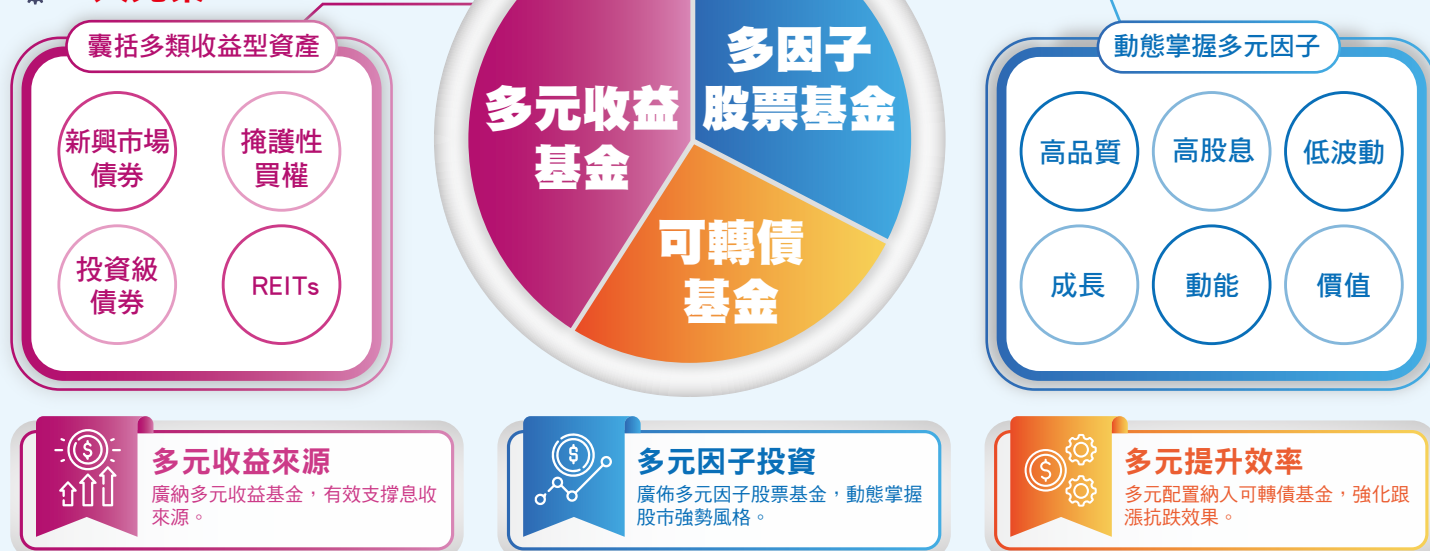 囊括多類收益型資產
新興市場
債券
掩護性
買權
投資級
債券
REITs
多元收益
基金
多因子
股票基金
可轉債
基金
動態掌握多元因子
高品質
高股息
低波動
成長
動能
價值
多元收益來源
廣納多元收益基金，有效支撐息收
來源。
多元因子投資
廣佈多元因子股票基金，動態掌握
股市強勢風格。
多元提升效率
多元配置納入可轉債基金，強化跟
漲抗跌效果。